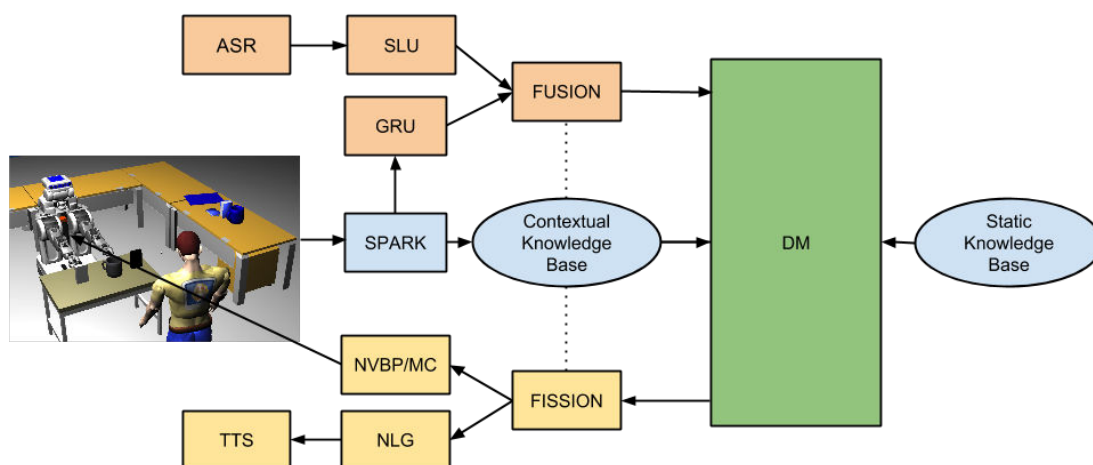 ASR
SLU
FUSION
GRU
SPARK
Contextual
Knowledge
Base
DM
Static
Knowledge
Base
NVBP/MC
FISSION
TTS
NLG